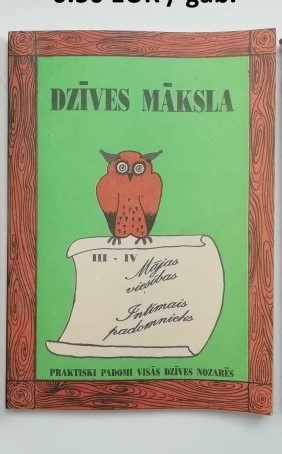 DZĪVES MĀKSLA
III - IV
Mājas
viesības
Intīmais
padomnieks
PRAKTISKI PADOMI VISĀS DZĪVES NOZARĒS